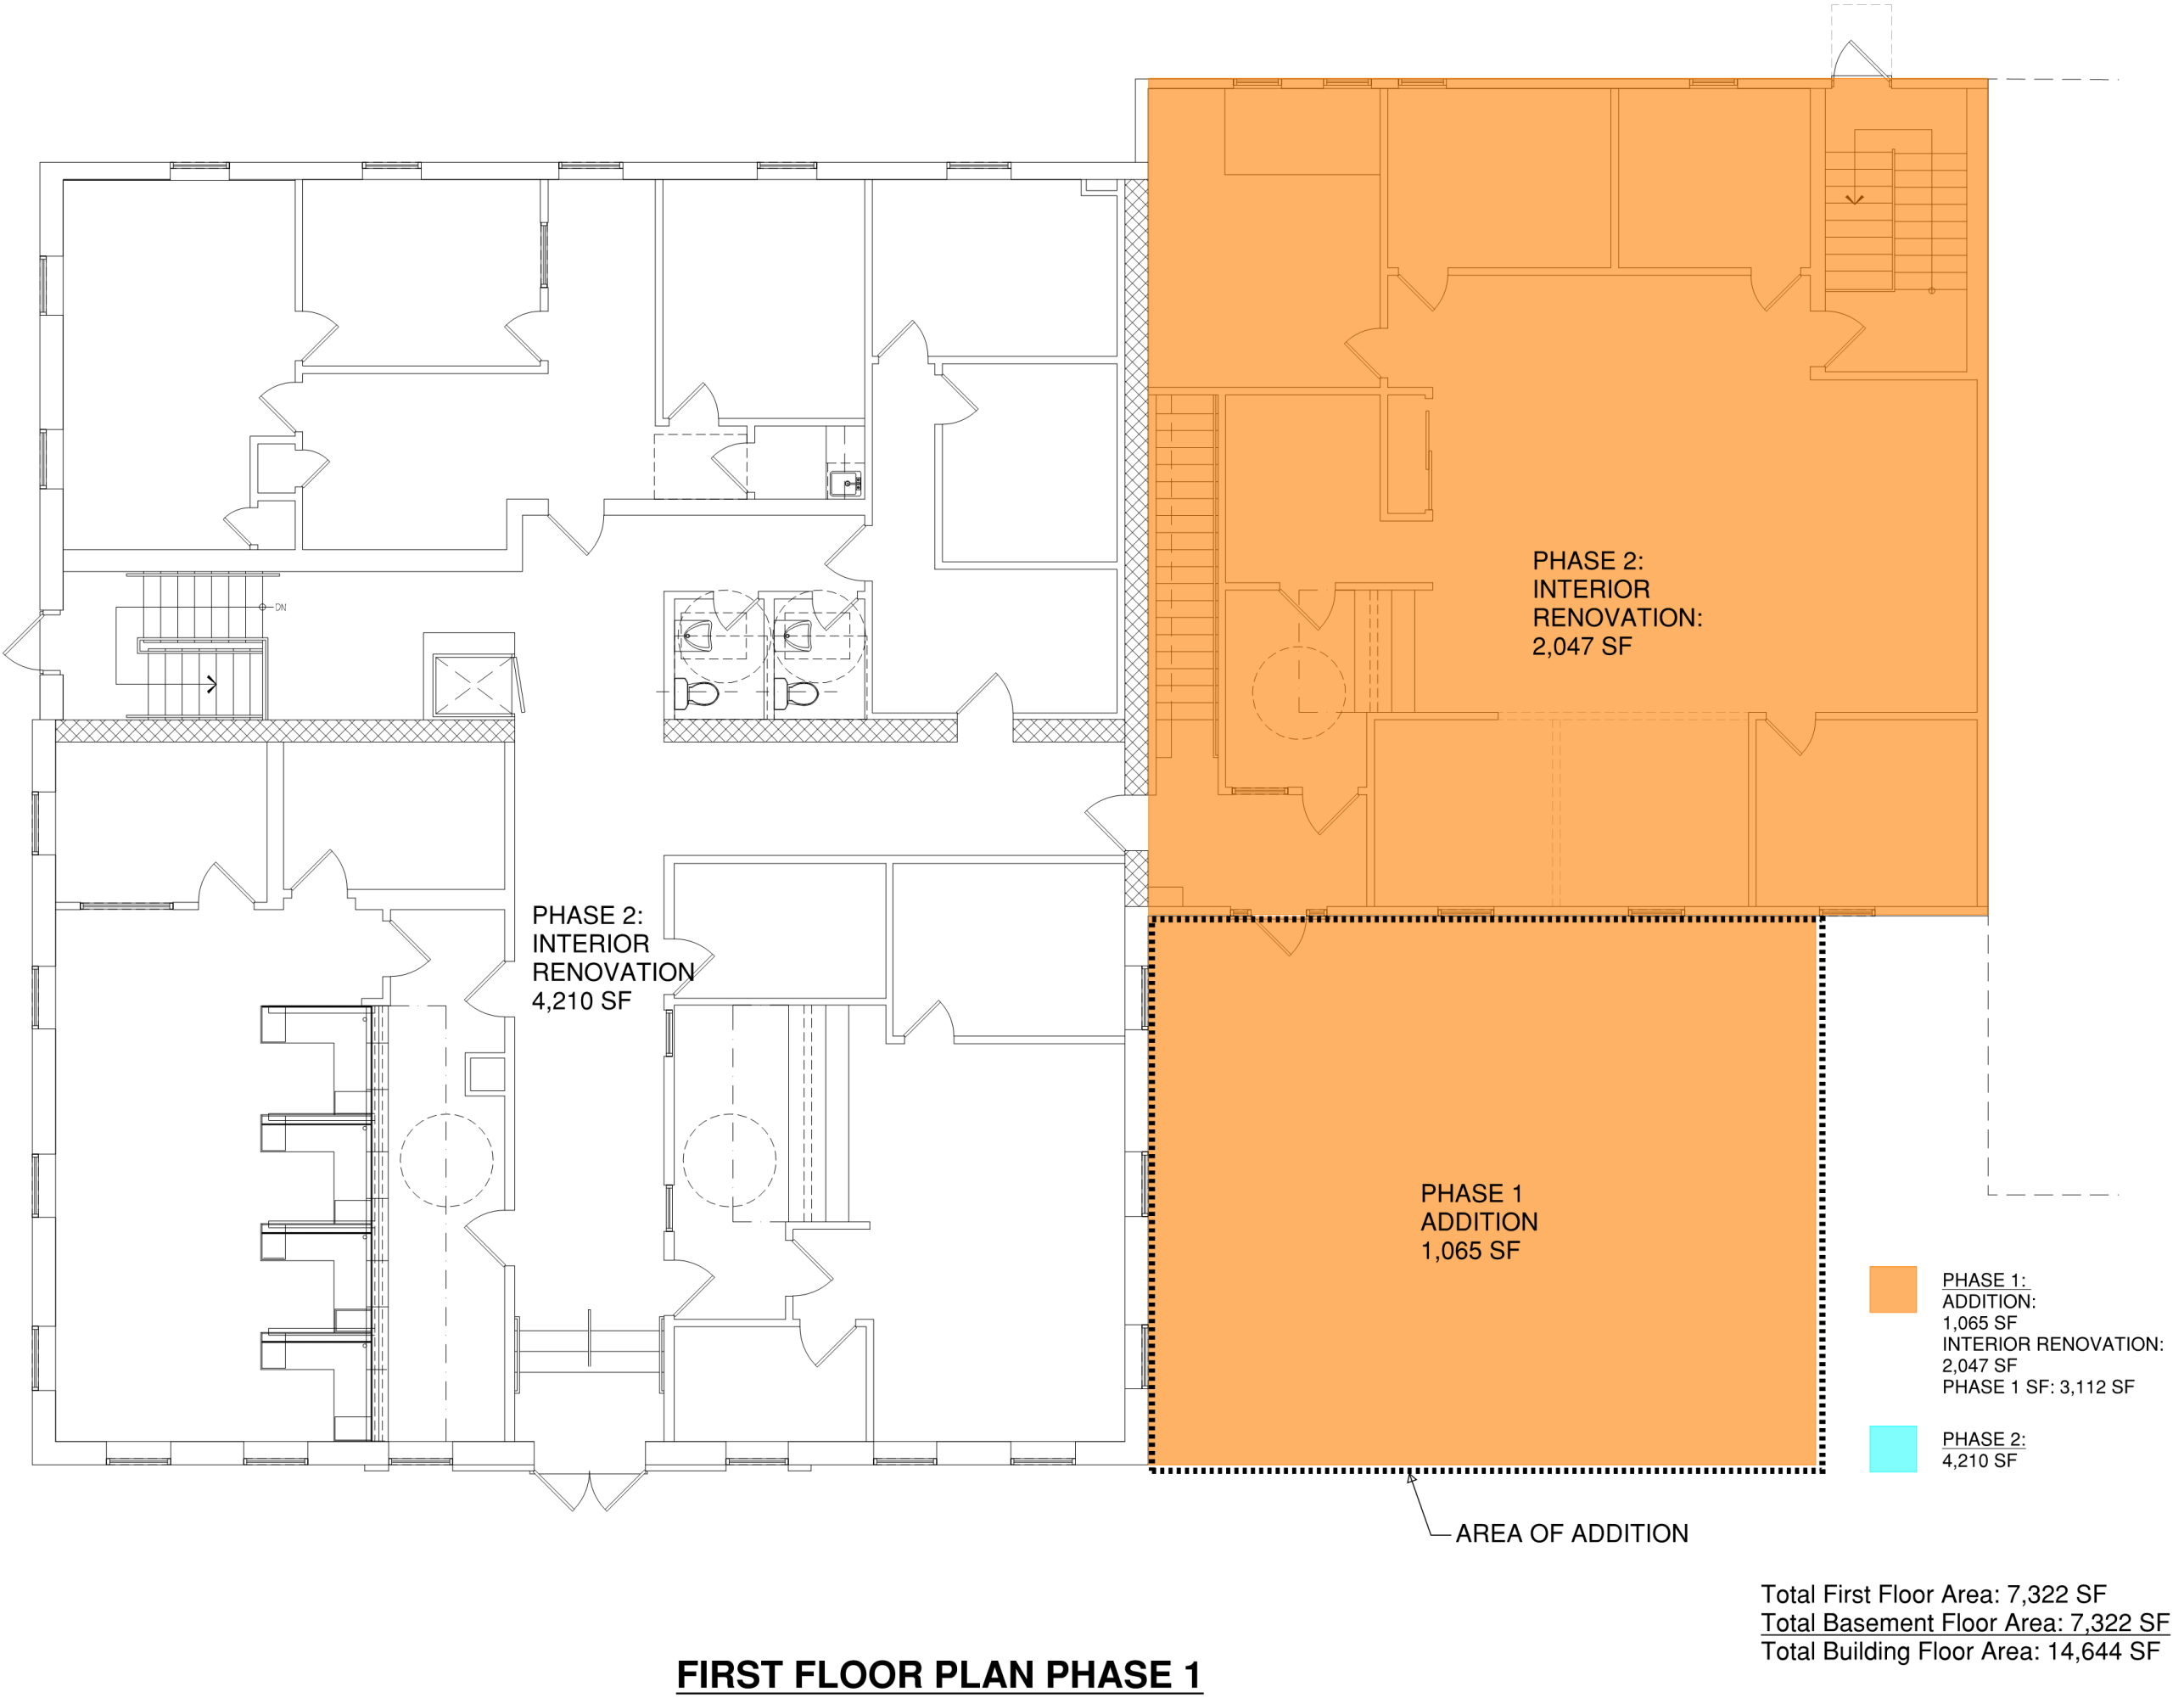 DN
PHASE 2:
INTERIOR
RENOVATION:
2,047 SF
PHASE 2:
INTERIOR
RENOVATION
4,210 SF
PHASE 1
ADDITION
1,065 SF
PHASE 1:
ADDITION:
1,065 SF
INTERIOR RENOVATION:
2,047 SF
PHASE 1 SF: 3,112 SF
PHASE 2:
4,210 SF
AREA OF ADDITION
Total First Floor Area: 7,322 SF
Total Basement Floor Area: 7,322 SF
Total Building Floor Area: 14,644 SF
FIRST FLOOR PLAN PHASE 1